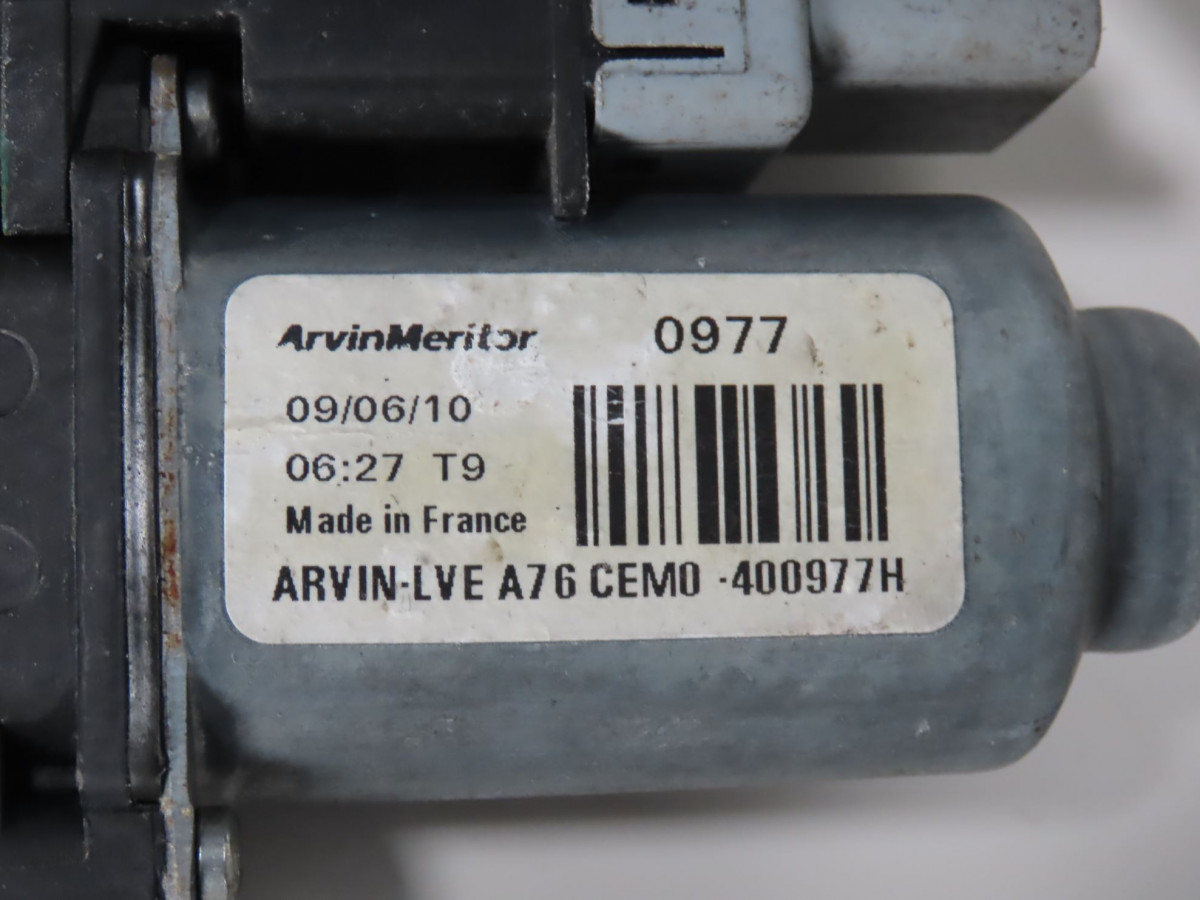 ArvinMeritor 0977
09/06/10
06:27 T9
Made in France
ARVIN-LVE A76 CEM0 -400977H